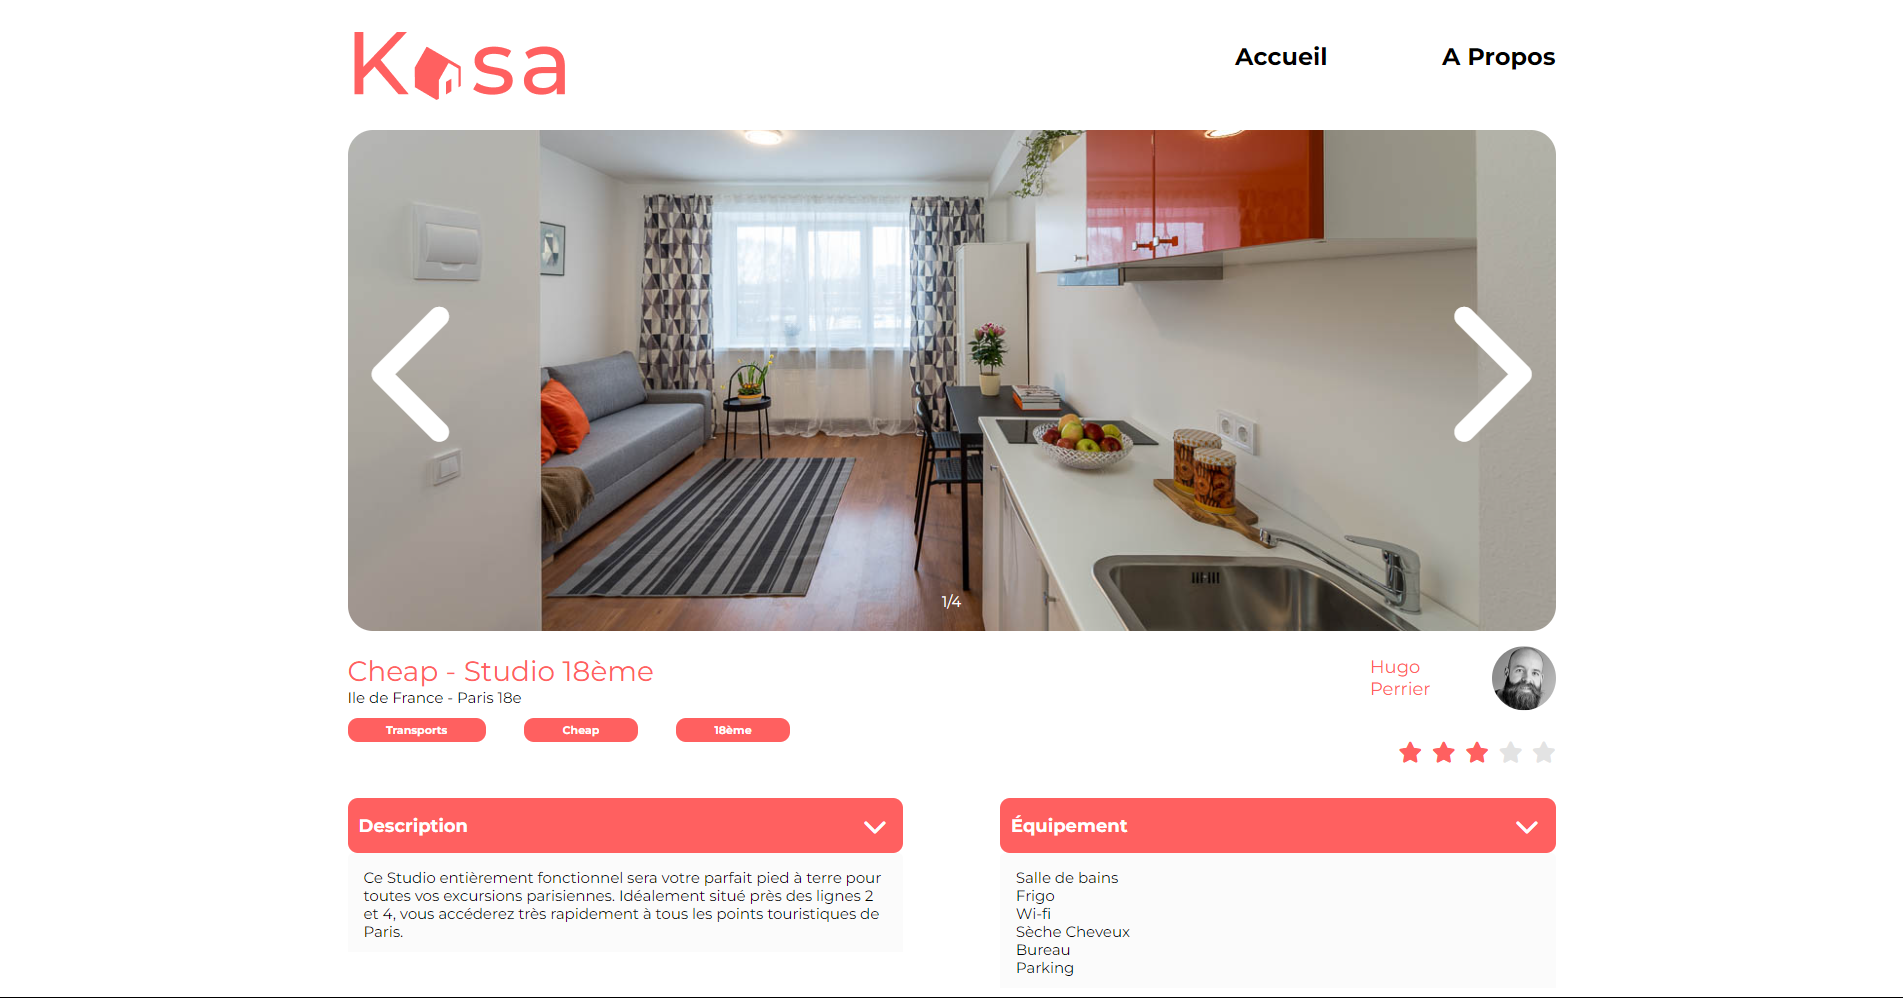 Kasa
Accueil
A Propos
1/4
Cheap - Studio 18ème
Ile de France - Paris 18e
Transports
Cheap
18ème
Hugo
Perrier
Description
Ce Studio entièrement fonctionnel sera votre parfait pied à terre pour
toutes vos excursions parisiennes. Idéalement situé près des lignes 2
et 4, vous accéderez très rapidement à tous les points touristiques de
Paris.
Équipement
Salle de bains
Frigo
Wi-fi
Sèche Cheveux
Bureau
Parking